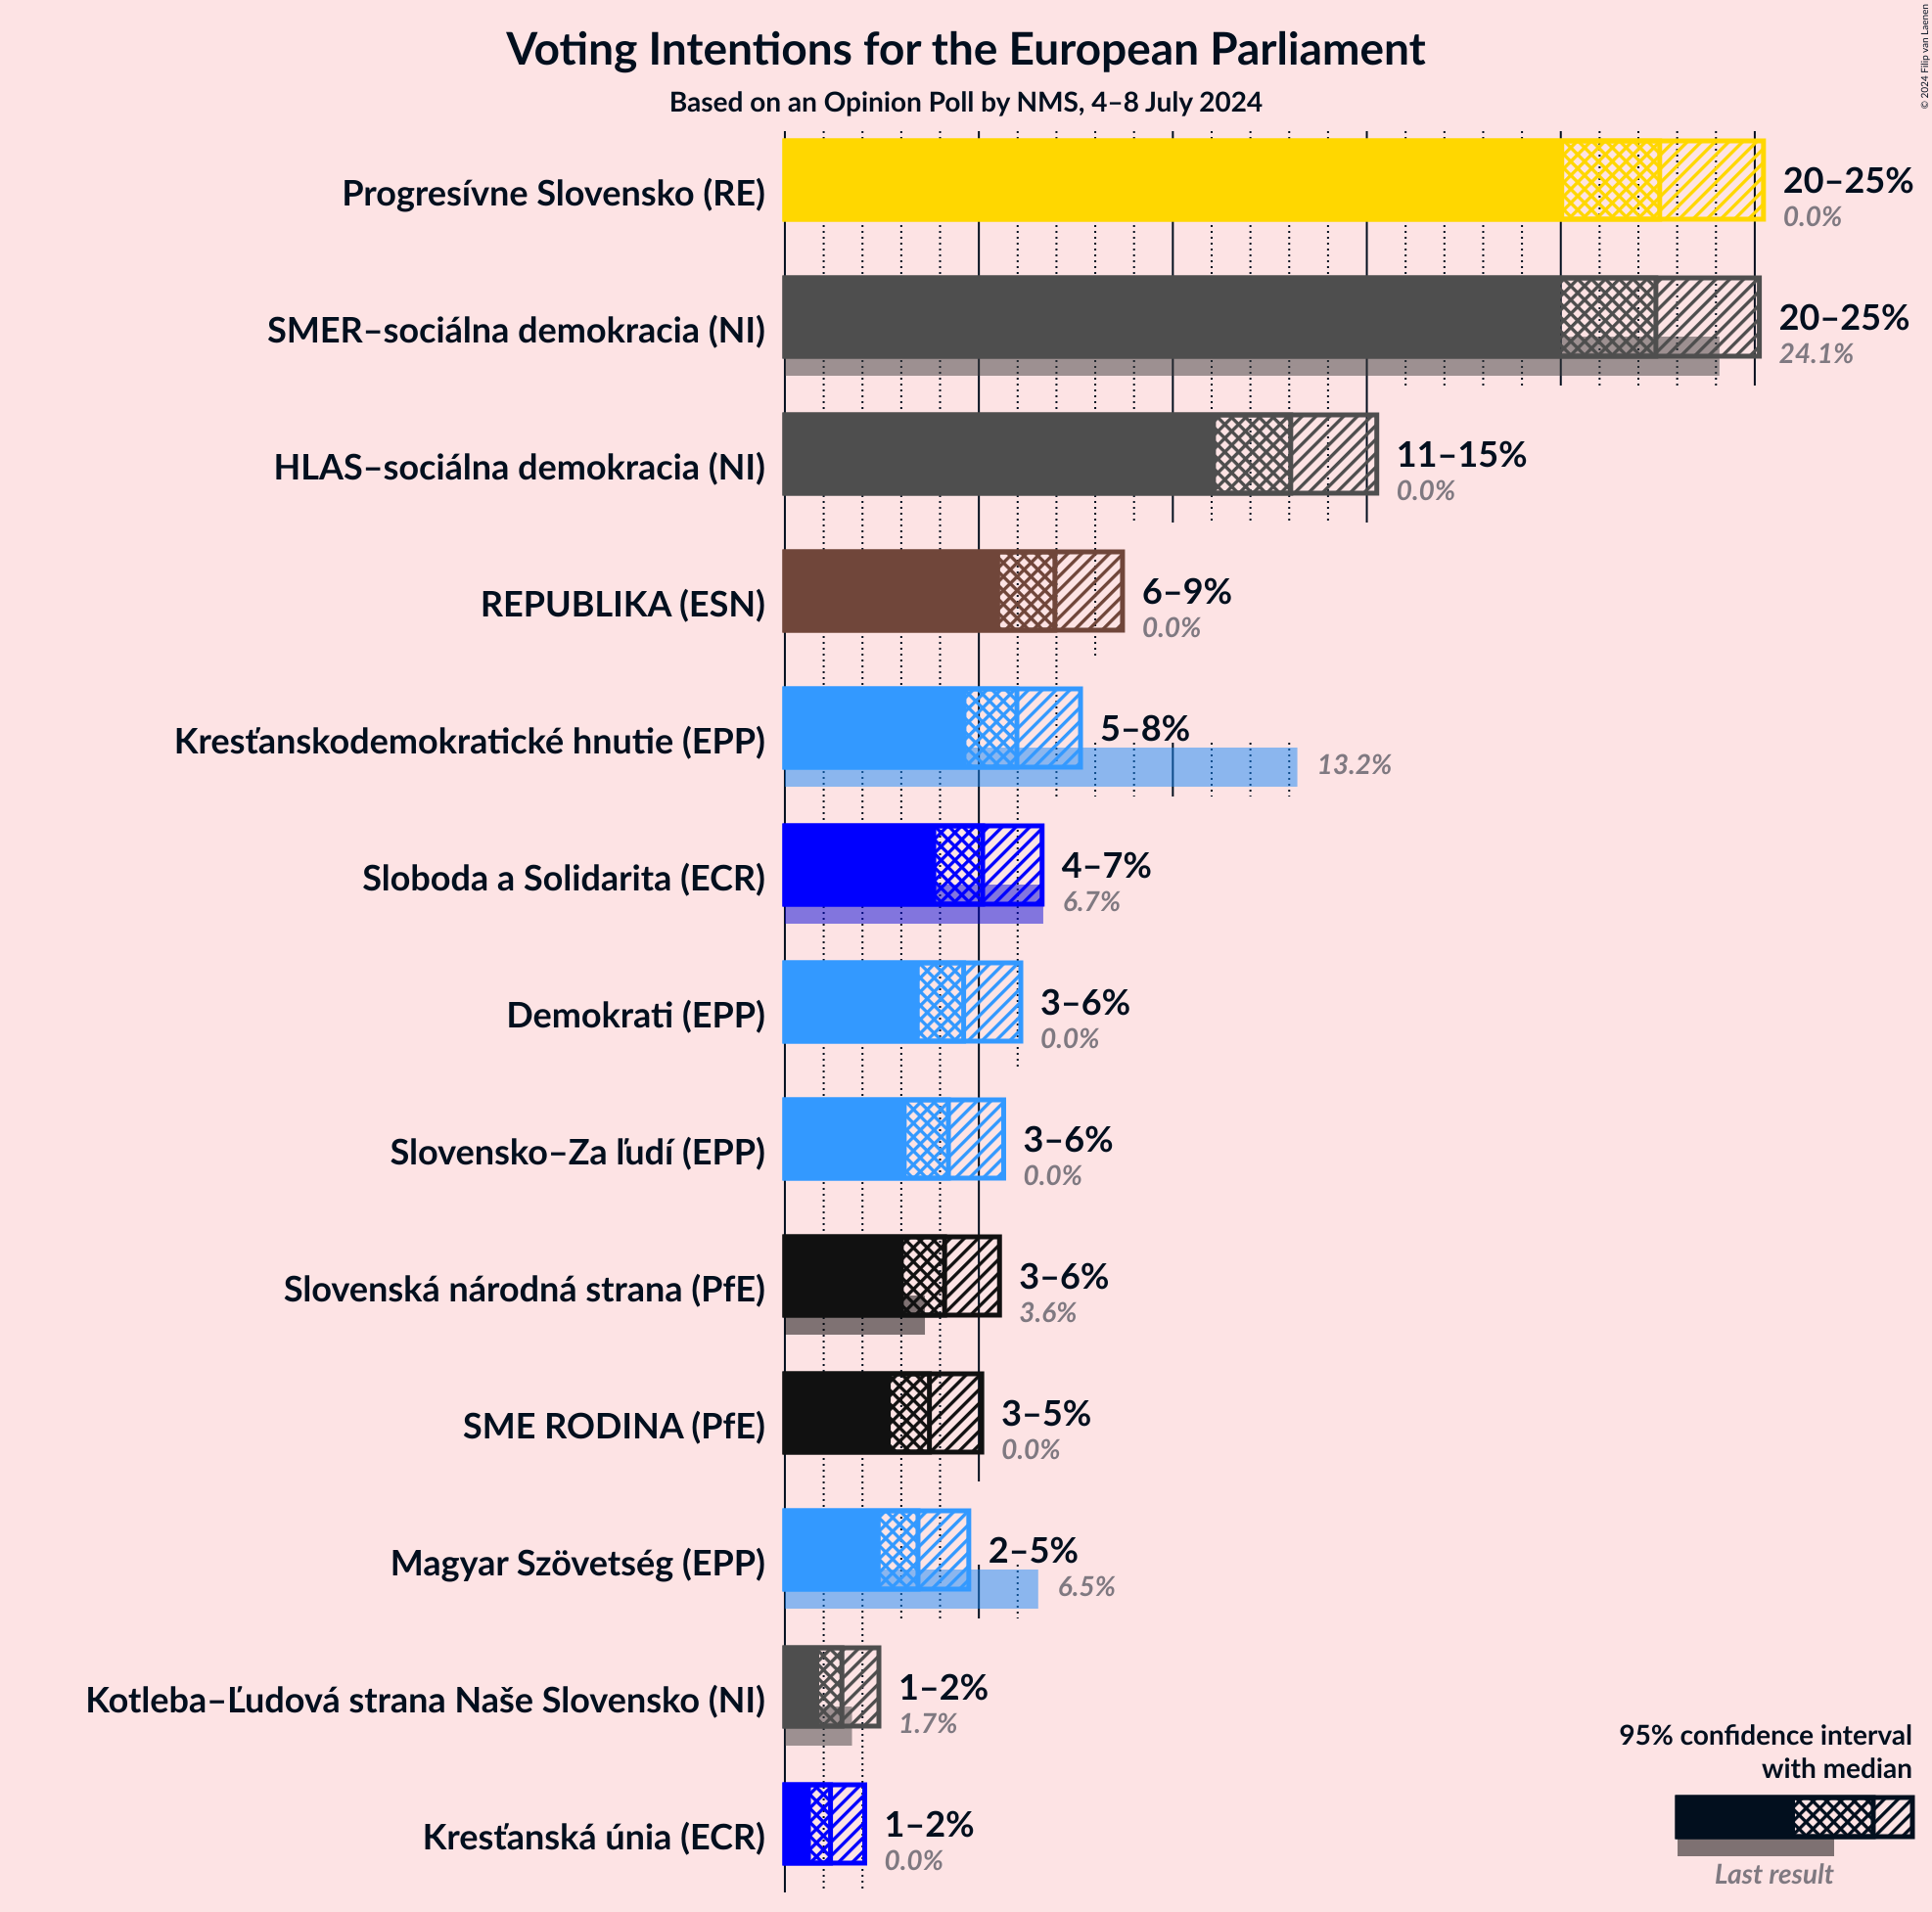 Voting Intentions for the European Parliament
Based on an Opinion Poll by NMS, 4–8 July 2024
© 2024 Filip van Laenen
Progresívne Slovensko (RE)
20–25%
0.0%
SMER–sociálna demokracia (NI)
20–25%
24.1%
HLAS–sociálna demokracia (NI)
11–15%
0.0%
REPUBLIKA (ESN)
6–9%
0.0%
Kresťanskodemokratické hnutie (EPP)
5–8%
13.2%
Sloboda a Solidarita (ECR)
4–7%
6.7%
Demokrati (EPP)
3–6%
0.0%
Slovensko–Za ľudí (EPP)
3–6%
0.0%
Slovenská národná strana (PfE)
3–6%
3.6%
SME RODINA (PfE)
3–5%
0.0%
Magyar Szövetség (EPP)
2–5%
6.5%
Kotleba–Ľudová strana Naše Slovensko (NI)
1–2%
1.7%
Kresťanská únia (ECR)
1–2%
0.0%
95% confidence interval
with median
Last result